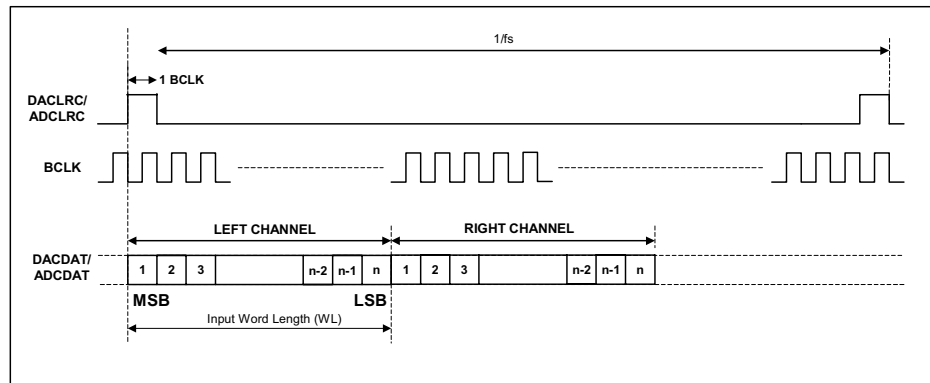 1/fs
1 BCLK
DACLRC/
ADCLRC
BCLK
LEFT CHANNEL
RIGHT CHANNEL
DACDAT/
ADCDAT
1 2 3 n-2 n-1 n 1 2 3 n-2 n-1 n
MSB LSB
Input Word Length (WL)